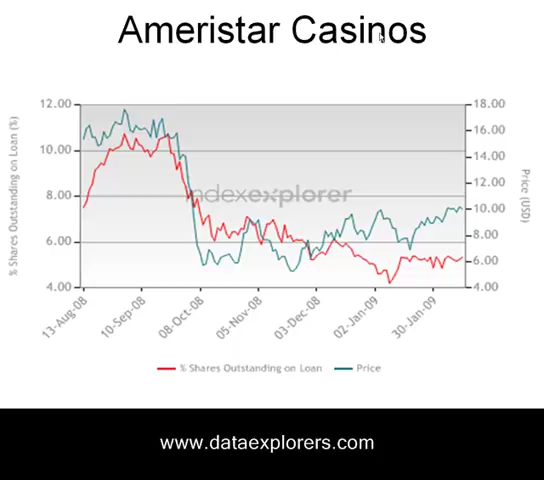 Ameristar Casinos
12.00
10.00
8.00
6.00
4.00
% Shares Outstanding on Loan (%)
18.00
16.00
14.00
12.00
10.00
8.00
6.00
4.00
Price (USD)
indexexplorer
13-Aug-08
10-Sep-08
08-Oct-08
05-Nov-08
03-Dec-08
02-Jan-09
30-Jan-09
% Shares Outstanding on Loan
Price
www.dataexplorers.com